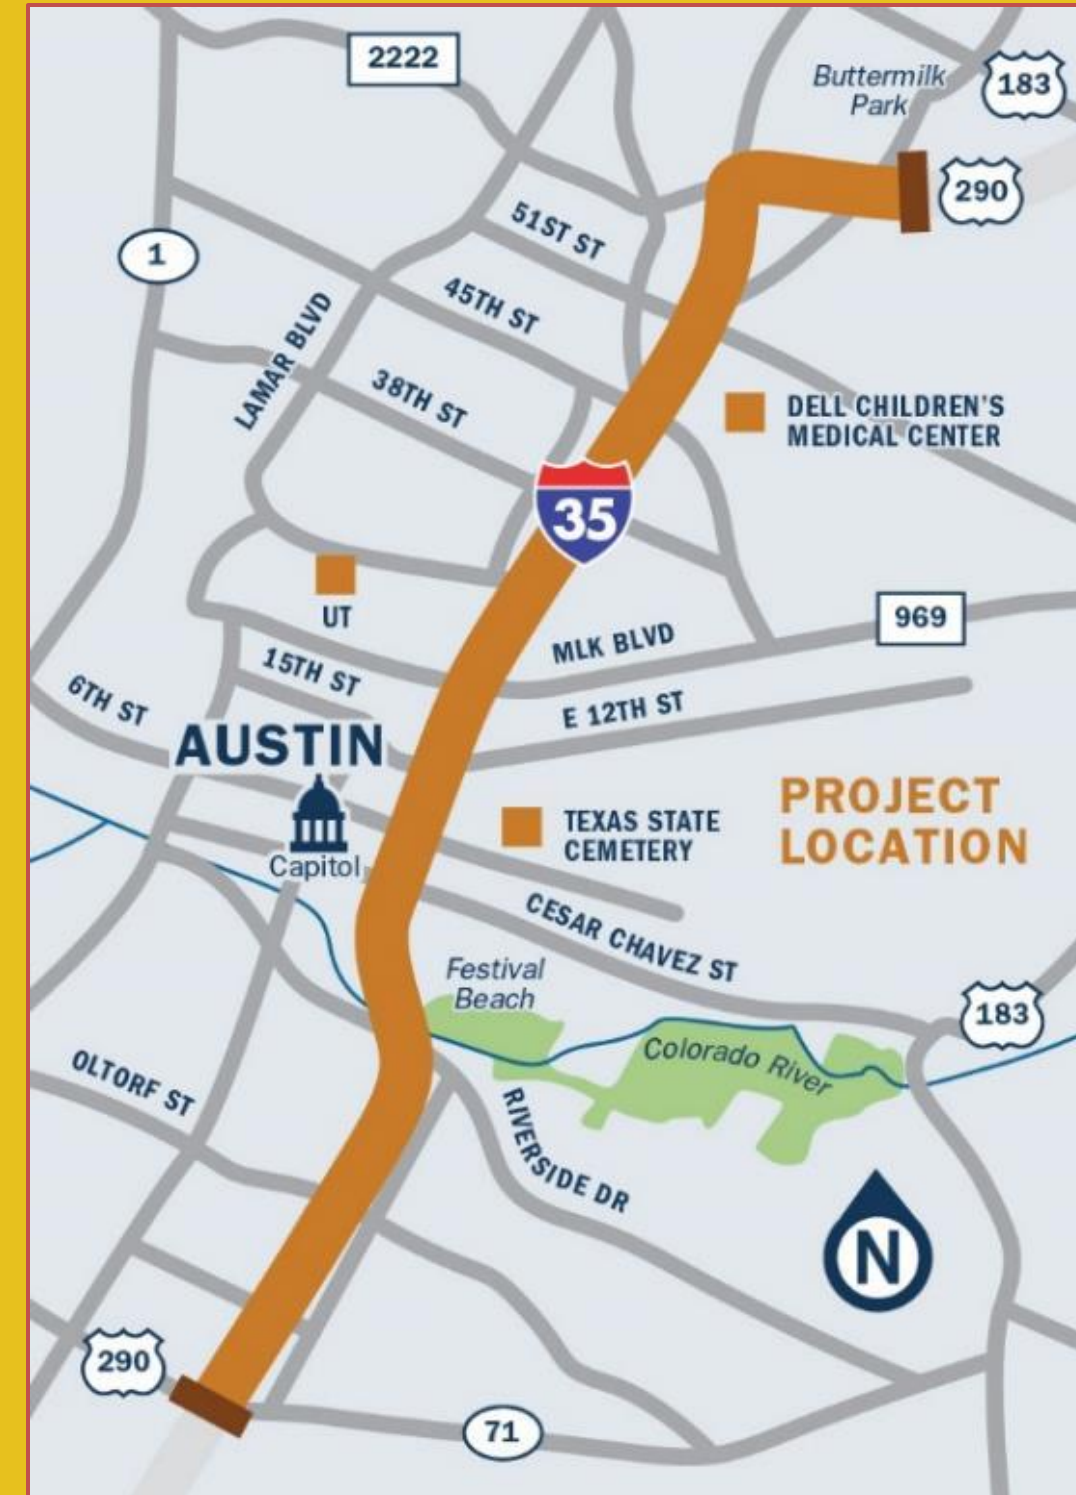 2222
Buttermilk
Park
183
290
51ST ST
1
45TH ST
LAMAR BLVD
38TH ST
DELL CHILDREN'S
MEDICAL CENTER
35
UT
969
MLK BLVD
15TH ST
6TH ST
E 12TH ST
AUSTIN
PROJECT
LOCATION
TEXAS STATE
CEMETERY
Capitol
CESAR CHAVEZ ST
Festival
Beach
183
Colorado River
OLTORF ST
RIVERSIDE DR
N
290
71